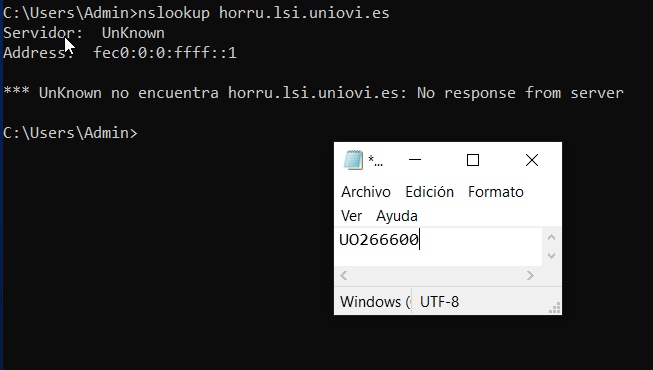 C:\Users\Admin>nslookup horru.lsi.uniovi.es
Servidor:  UnKnown
Address:  fec0:0:0:ffff::1
*** UnKnown no encuentra horru.lsi.uniovi.es: No response from server
C:\Users\Admin>
*...
Archivo Edición Formato
Ver Ayuda
UO266600
Windows (
UTF-8